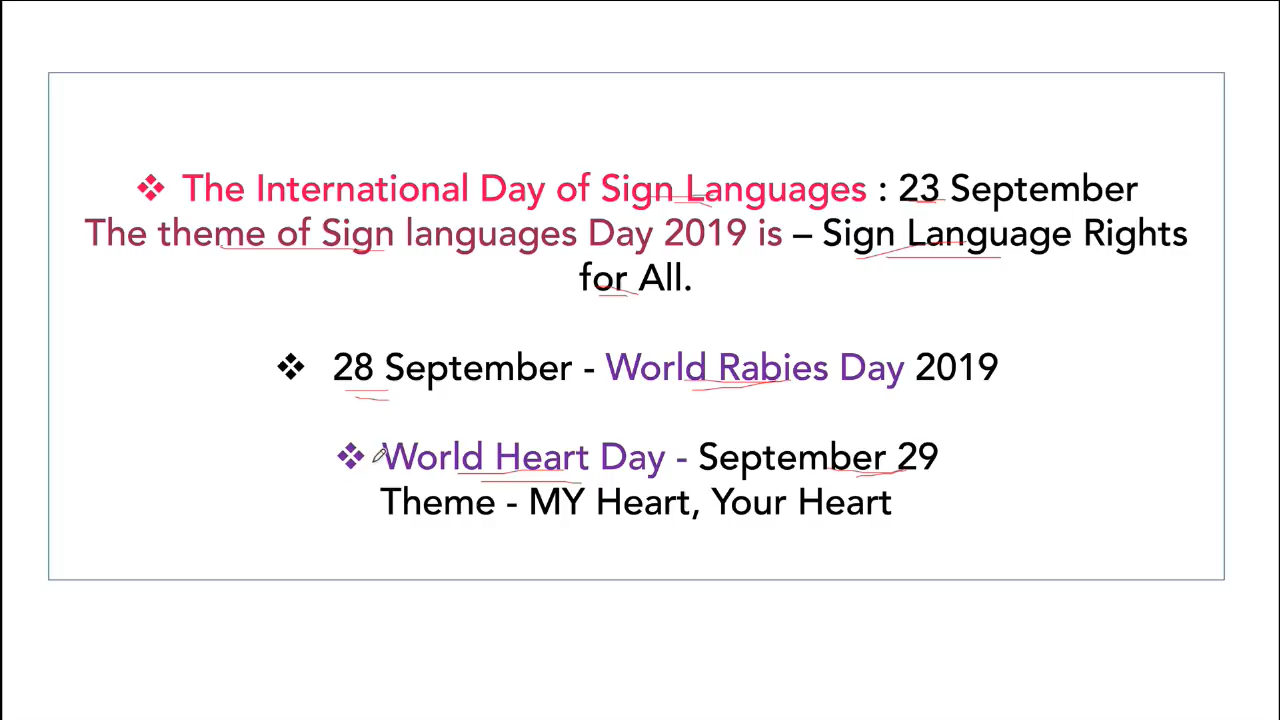 ❖ The International Day of Sign Languages : 23 September
The theme of Sign languages Day 2019 is – Sign Language Rights
for All.
❖ 28 September - World Rabies Day 2019
❖ World Heart Day - September 29
Theme - MY Heart, Your Heart